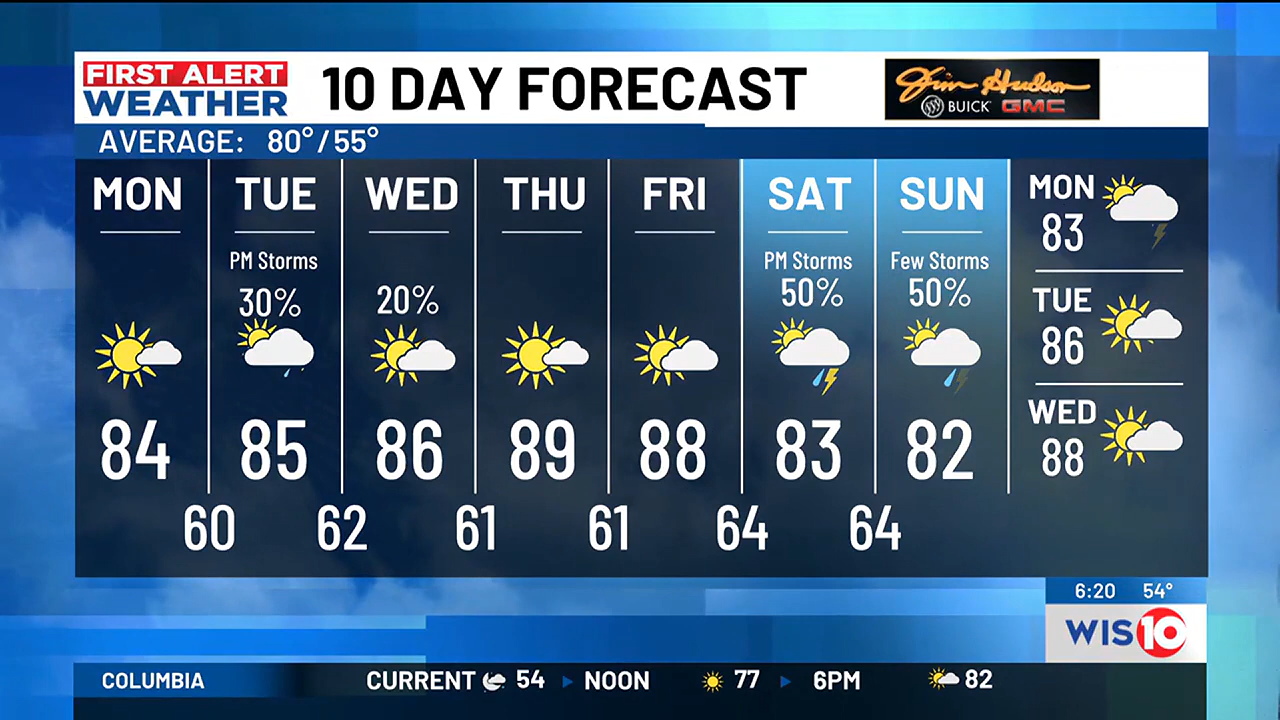 FIRST ALERT
WEATHER
10 DAY FORECAST
Jim Hudson
BUICK GMC
AVERAGE: 80°/55°
MON
84
TUE
PM Storms
30%
85
WED
20%
86
THU
89
FRI
88
SAT
PM Storms
50%
83
SUN
Few Storms
50%
82
60
62
61
61
64
64
MON
83
TUE
86
WED
88
6:20 54°
WIS10
COLUMBIA CURRENT 54 NOON 77 6PM 82